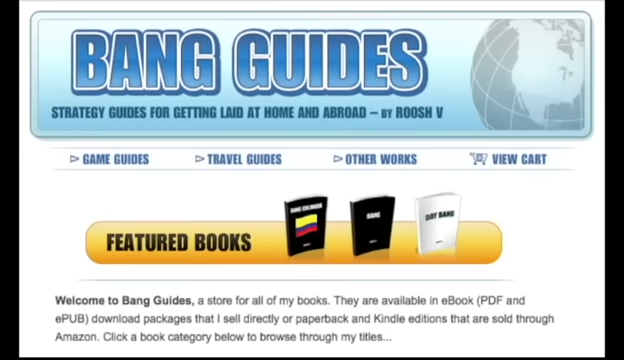 BANG GUIDES
STRATEGY GUIDES FOR GETTING LAID AT HOME AND ABROAD – BY ROOSH V
GAME GUIDES
TRAVEL GUIDES
OTHER WORKS
VIEW CART
FEATURED BOOKS
BANG COLOMBIA
BANG
DAY BANG
Welcome to Bang Guides, a store for all of my books. They are available in eBook (PDF and
ePUB) download packages that I sell directly or paperback and Kindle editions that are sold through
Amazon. Click a book category below to browse through my titles...